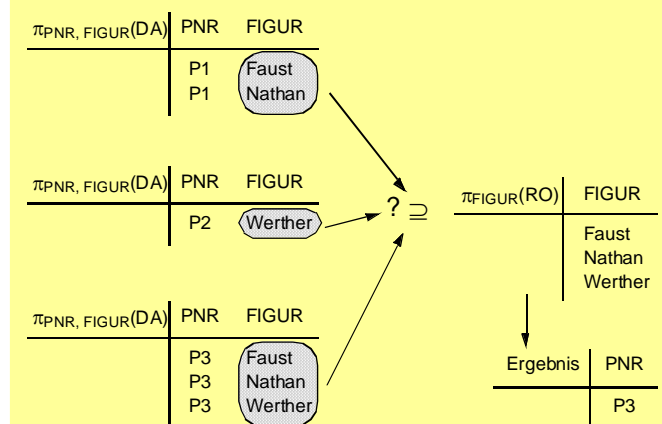 πPNR, FIGUR(DA) PNR FIGUR
P1 Faust
P1 Nathan
πPNR, FIGUR(DA) PNR FIGUR
P2 Werther
? ⊇
πFIGUR(RO) FIGUR
Faust
Nathan
Werther
πPNR, FIGUR(DA) PNR FIGUR
P3 Faust
P3 Nathan
P3 Werther
Ergebnis PNR
P3